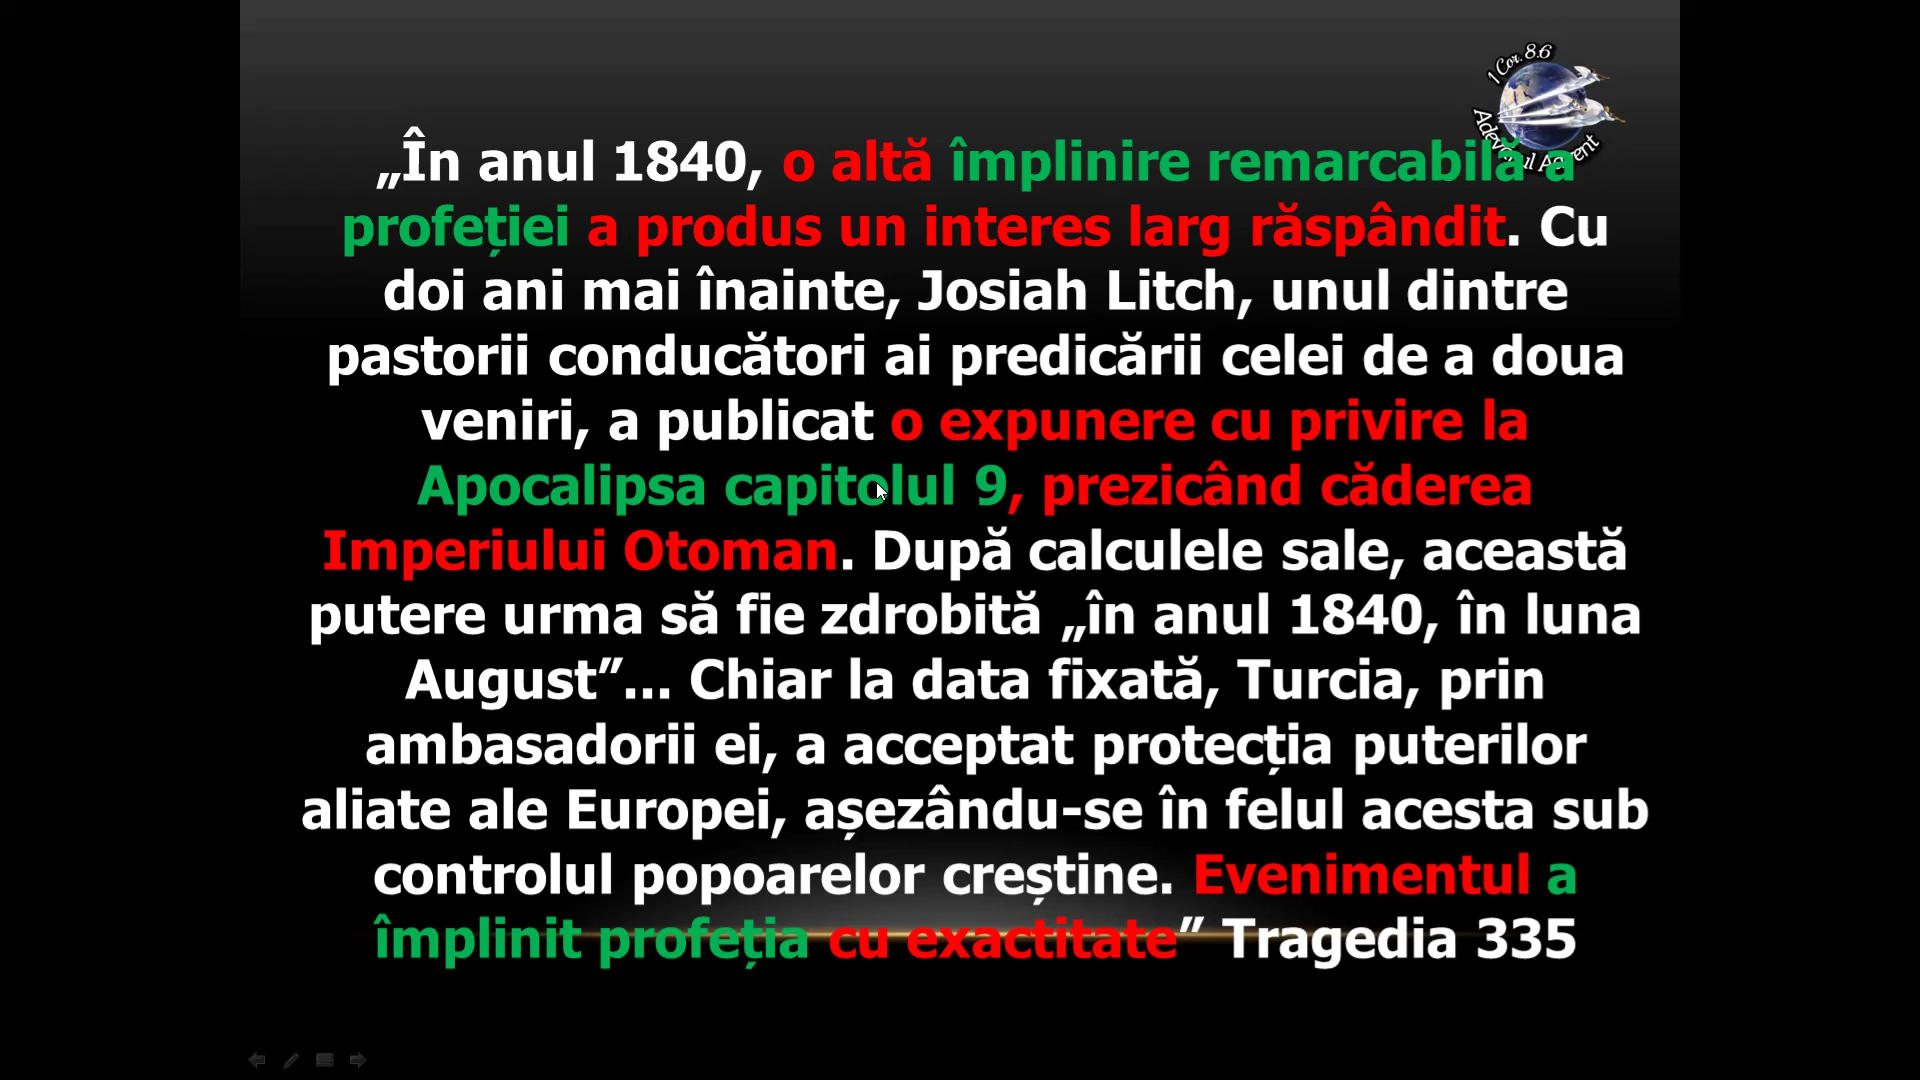 1 Cor. 8:6
Adevărul Advent
„În anul 1840, o altă împlinire remarcabilă a
profeției a produs un interes larg răspândit. Cu
doi ani mai înainte, Josiah Litch, unul dintre
pastorii conducători ai predicării celei de a doua
veniri, a publicat o expunere cu privire la
Apocalipsa capitolul 9, prezicând căderea
Imperiului Otoman. După calculele sale, această
putere urma să fie zdrobită „în anul 1840, în luna
August”... Chiar la data fixată, Turcia, prin
ambasadorii ei, a acceptat protecția puterilor
aliate ale Europei, așezându-se în felul acesta sub
controlul popoarelor creștine. Evenimentul a
împlinit profeția cu exactitate” Tragedia 335